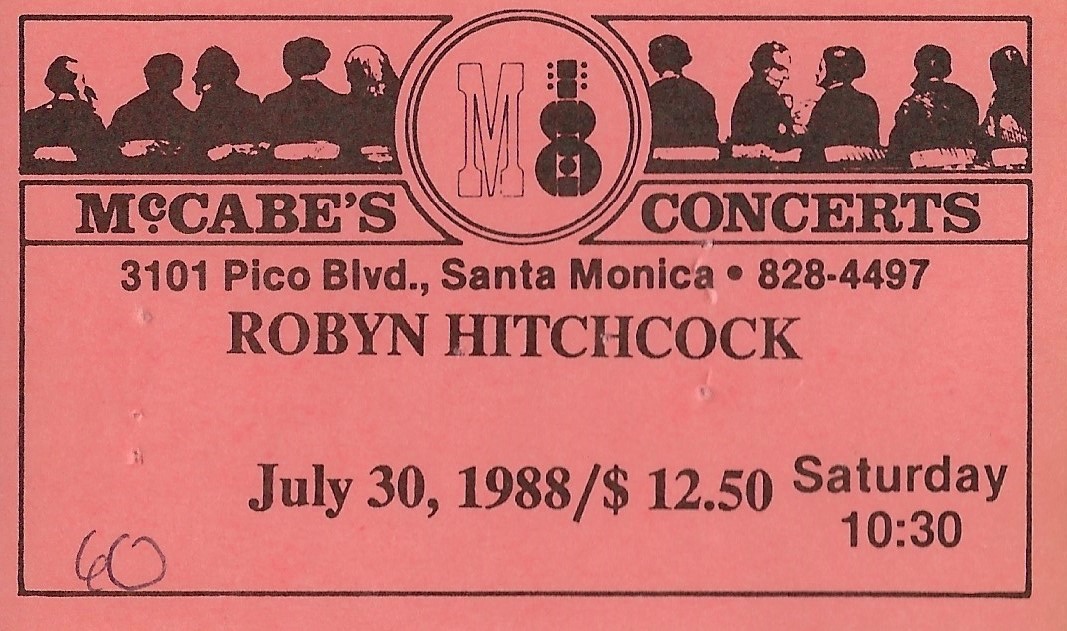 M
McCABE'S CONCERTS
3101 Pico Blvd., Santa Monica • 828-4497
ROBYN HITCHCOCK
July 30, 1988/$ 12.50 Saturday
10:30
60